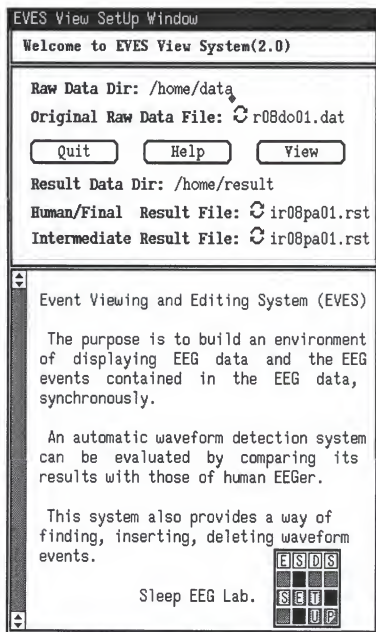 EVES View SetUp Window
Welcome to EVES View System(2.0)
Raw Data Dir: /home/data
Original Raw Data File: r08do01.dat
Quit Help View
Result Data Dir: /home/result
Human/Final Result File: ir08pa01.rst
Intermediate Result File: ir08pa01.rst
Event Viewing and Editing System (EVES)
The purpose is to build an environment
of displaying EEG data and the EEG
events contained in the EEG data,
synchronously.
An automatic waveform detection system
can be evaluated by comparing its
results with those of human EEGer.
This system also provides a way of
finding, inserting, deleting waveform
events.
Sleep EEG Lab.
ESDS
SETUP